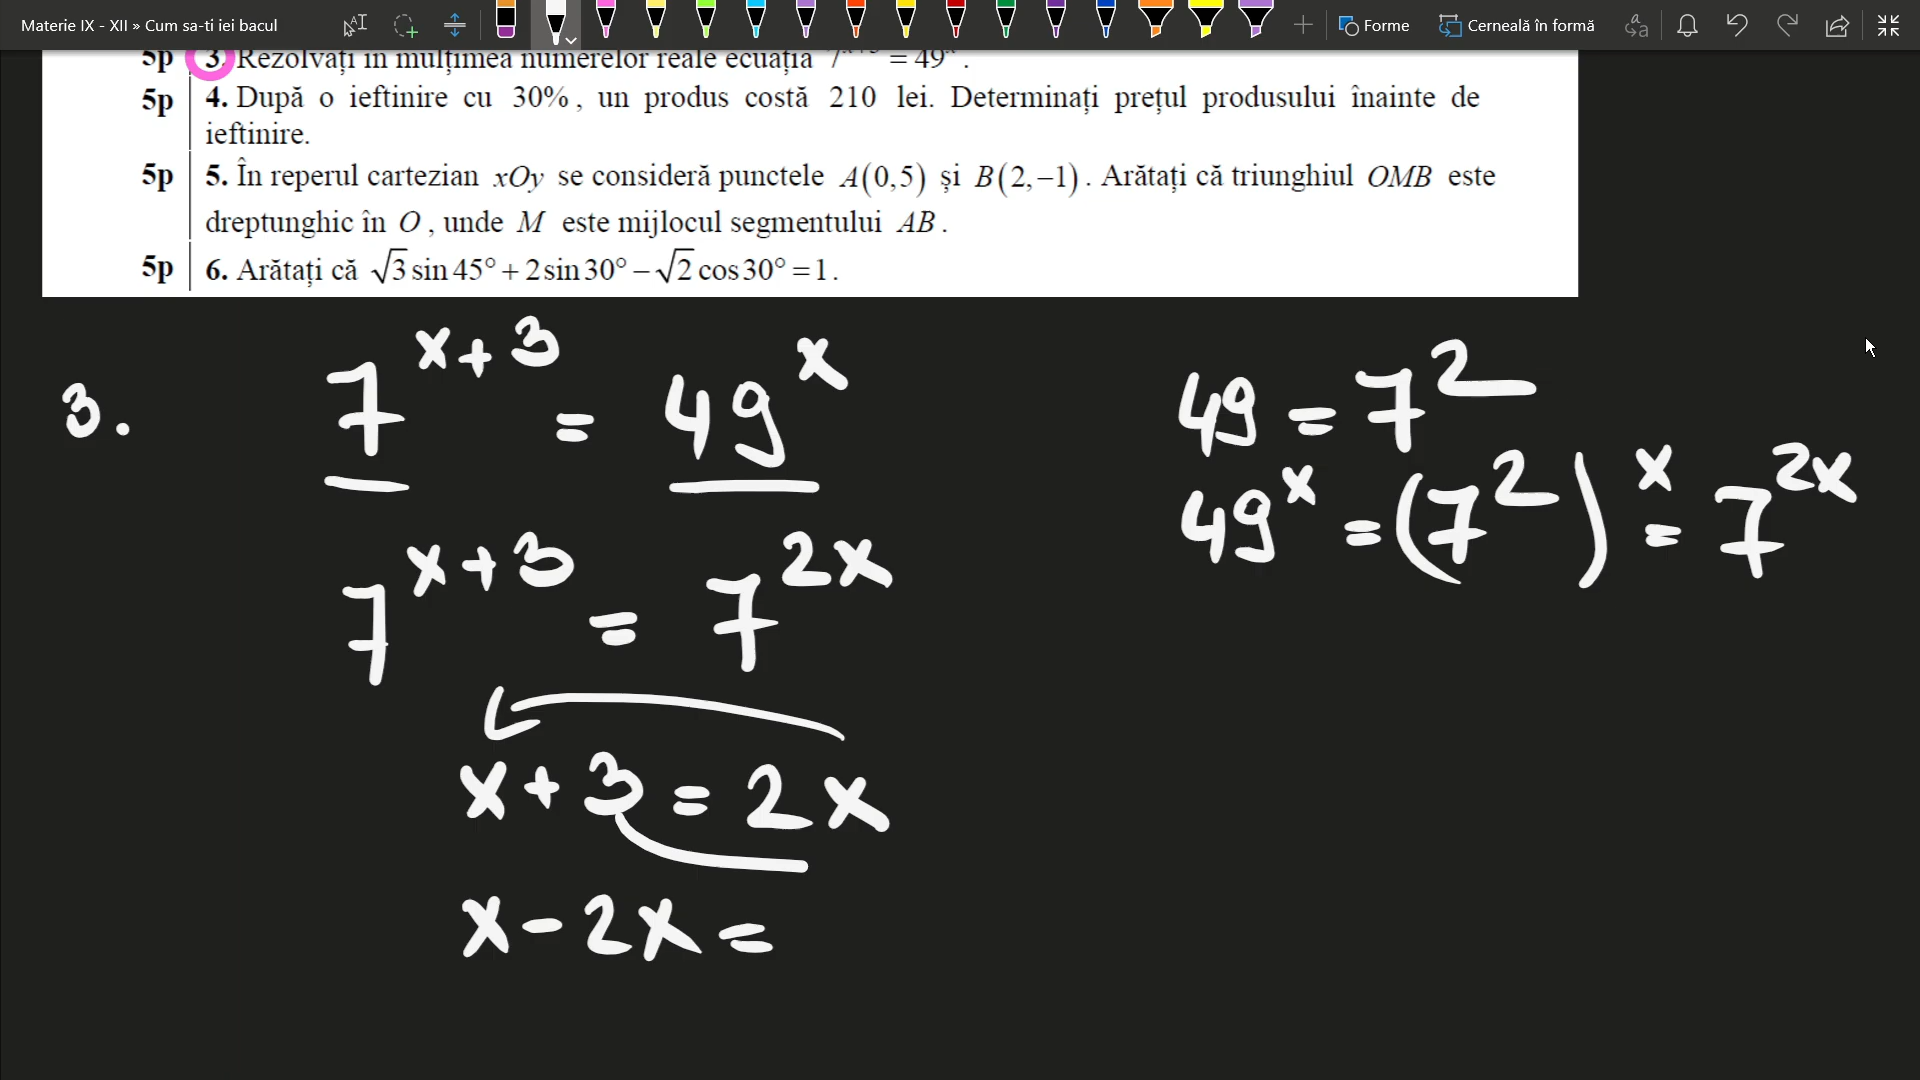 Materie IX - XII » Cum sa-ti iei bacul
Forme
Cerneală în formă
5p 3. Rezolvați în mulțimea numerelor reale ecuația 7^{x+3} = 49^x .
5p 4. După o ieftinire cu 30%, un produs costă 210 lei. Determinați prețul produsului înainte de
ieftinire.
5p 5. În reperul cartezian xOy se consideră punctele A(0,5) și B(2,−1). Arătați că triunghiul OMB este
dreptunghic în O, unde M este mijlocul segmentului AB.
5p 6. Arătați că √3 sin 45° + 2 sin 30° − √2 cos 30° = 1.
3. 7^{x+3} = 49^x
7^{x+3} = 7^{2x}
x + 3 = 2x
x - 2x =
49 = 7^2
49^x = (7^2)^x = 7^{2x}